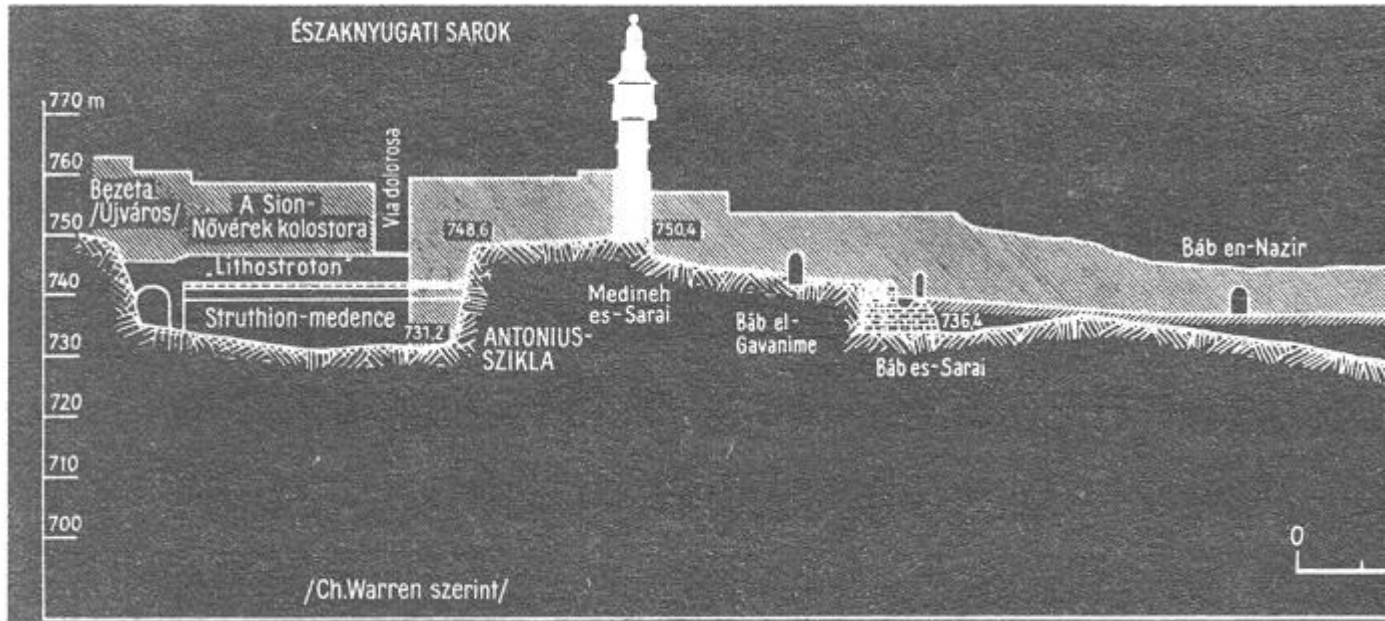 ÉSZAKNYUGATI SAROK
770 m
760
750
740
730
720
710
700
Bezeta
/Újváros/
A Sion-
Nővérek kolostora
Via dolorosa
748,6
750,4
„Lithostroton”
Struthion-medence
731,2
ANTONIUS-
SZIKLA
Medineh
es-Sarai
Báb el-
Gavanime
736,4
Báb es-Sarai
Báb en-Nazir
0
/Ch. Warren szerint/